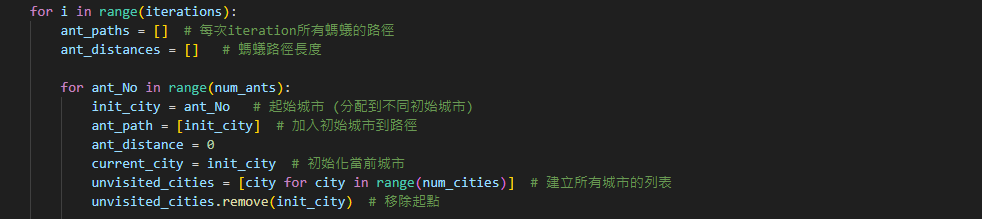 for i in range(iterations):
    ant_paths = []  # 每次iteration所有螞蟻的路徑
    ant_distances = []   # 螞蟻路徑長度

    for ant_No in range(num_ants):
        init_city = ant_No   # 起始城市 (分配到不同初始城市)
        ant_path = [init_city]  # 加入初始城市到路徑
        ant_distance = 0
        current_city = init_city  # 初始化當前城市
        unvisited_cities = [city for city in range(num_cities)]  # 建立所有城市的列表
        unvisited_cities.remove(init_city)  # 移除起點